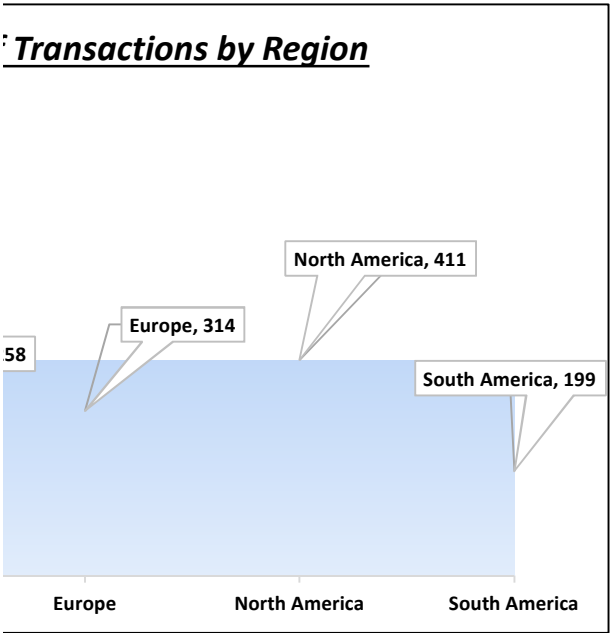 Transactions by Region
North America, 411
Europe, 314
58
South America, 199
Europe
North America
South America